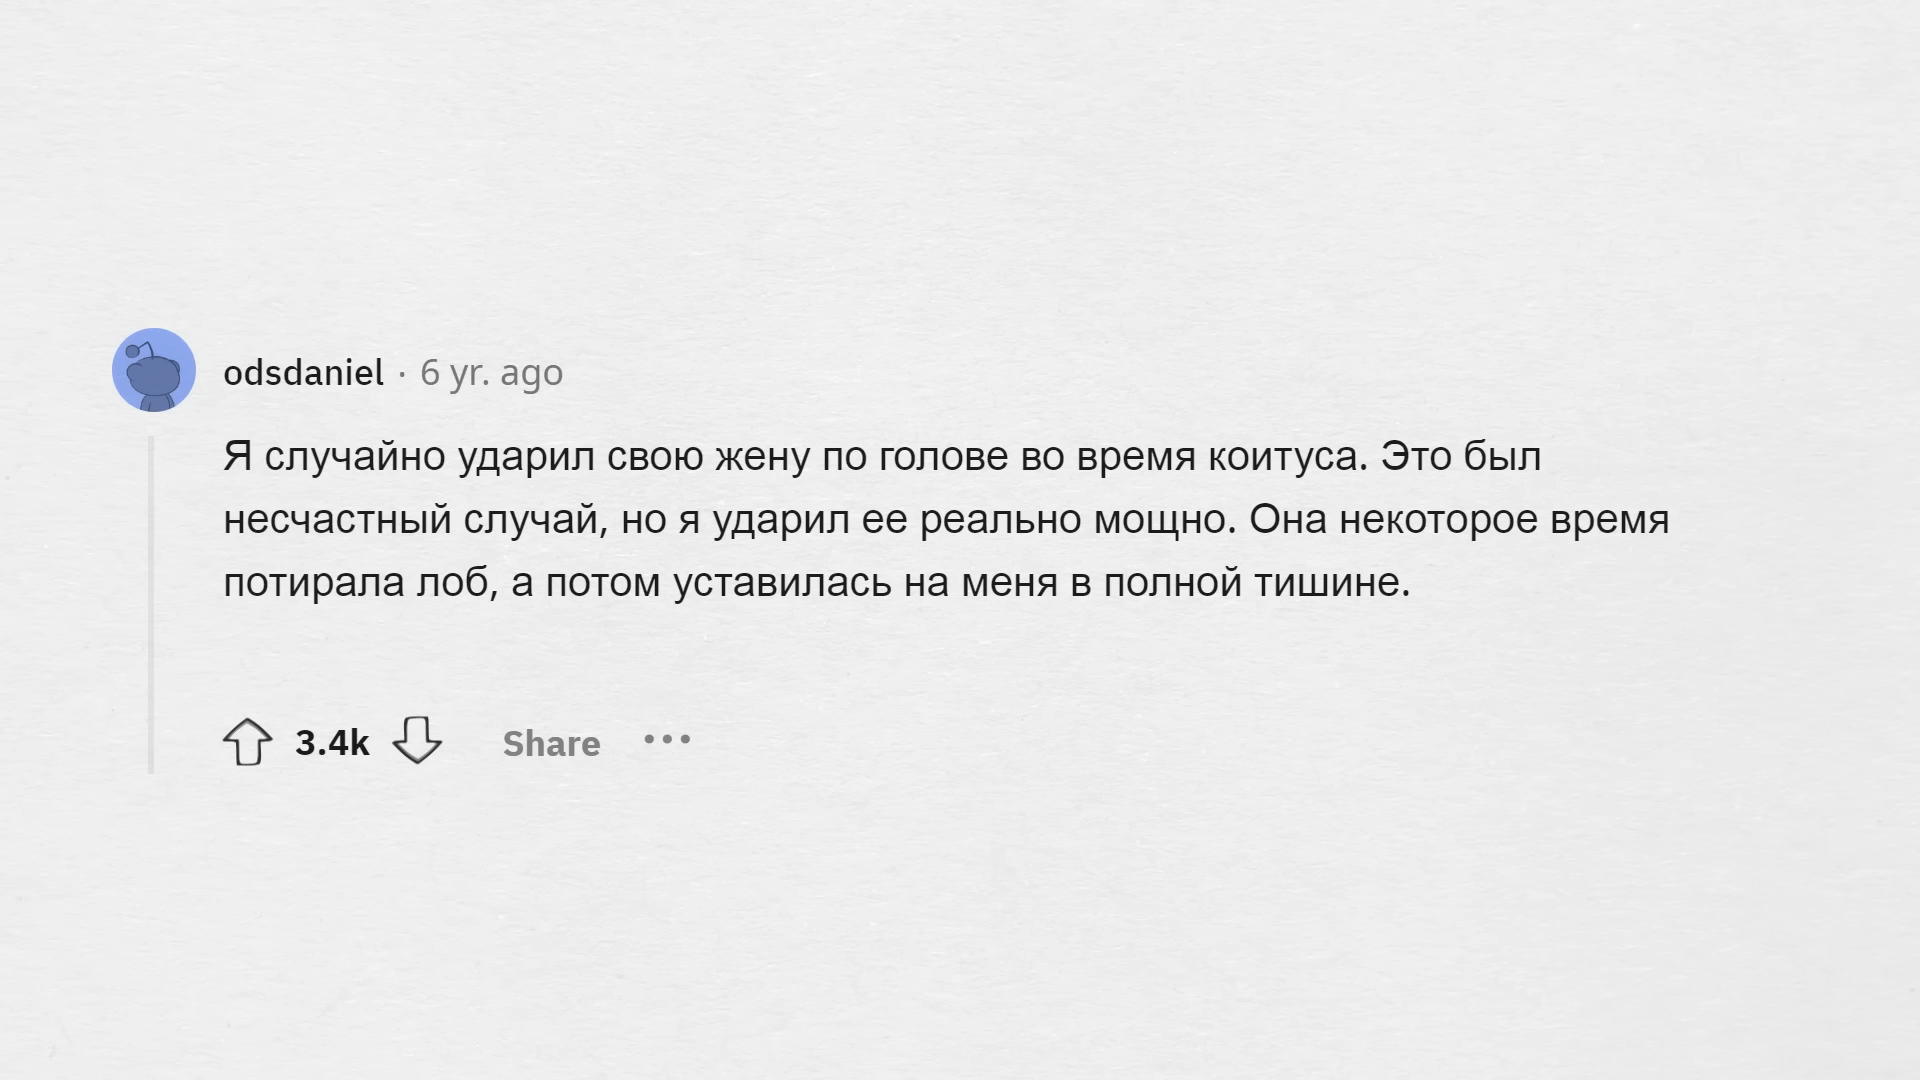 odsdaniel · 6 yr. ago
Я случайно ударил свою жену по голове во время коитуса. Это был
несчастный случай, но я ударил ее реально мощно. Она некоторое время
потирала лоб, а потом уставилась на меня в полной тишине.
3.4k Share •••